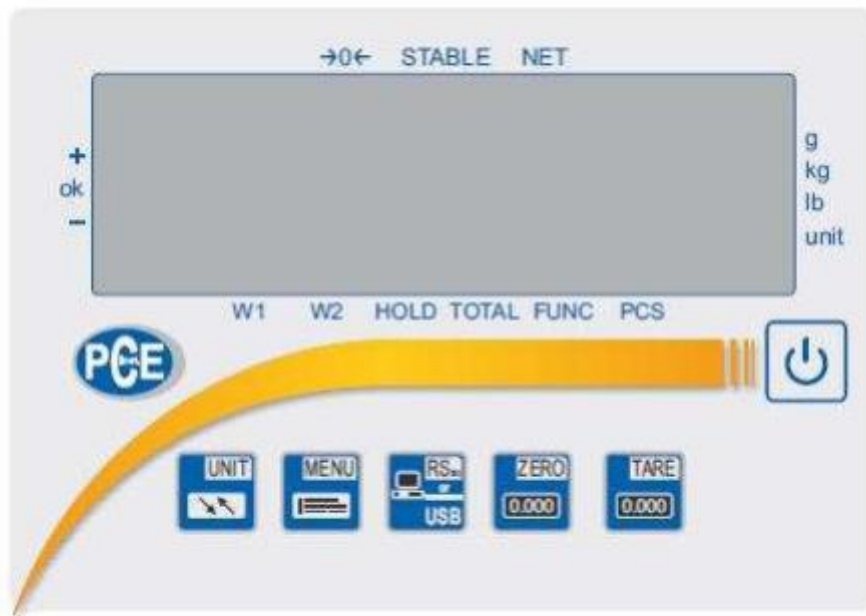 →0← STABLE NET
+
ok
−
g
kg
lb
unit
W1 W2 HOLD TOTAL FUNC PCS
PCE
UNIT MENU RS ZERO TARE
or
0.000 0.000
USB